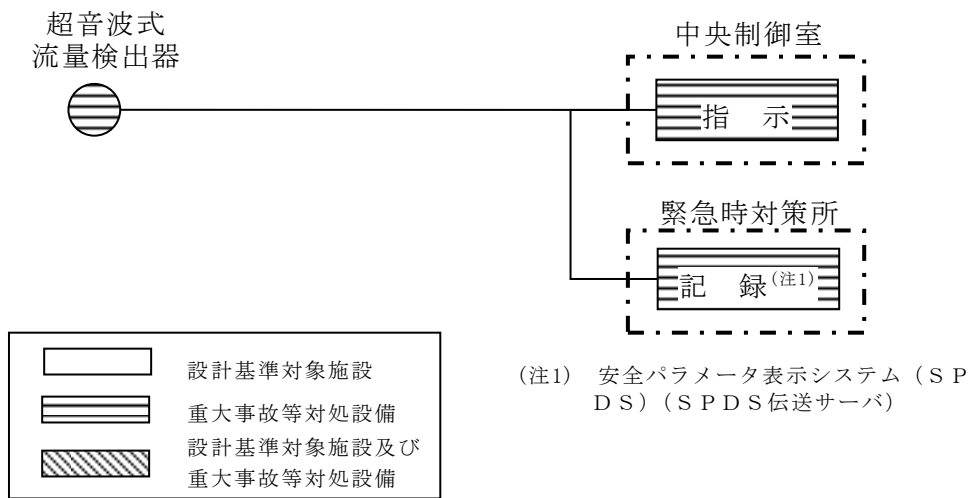 超音波式
流量検出器
中央制御室
指　示
緊急時対策所
記　録(注1)
設計基準対象施設
重大事故等対処設備
設計基準対象施設及び
重大事故等対処設備
(注1)　安全パラメータ表示システム（ＳＰ
ＤＳ）（ＳＰＤＳ伝送サーバ）